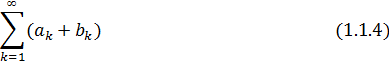 ∑_{k=1}^{∞} (a_k + b_k) (1.1.4)